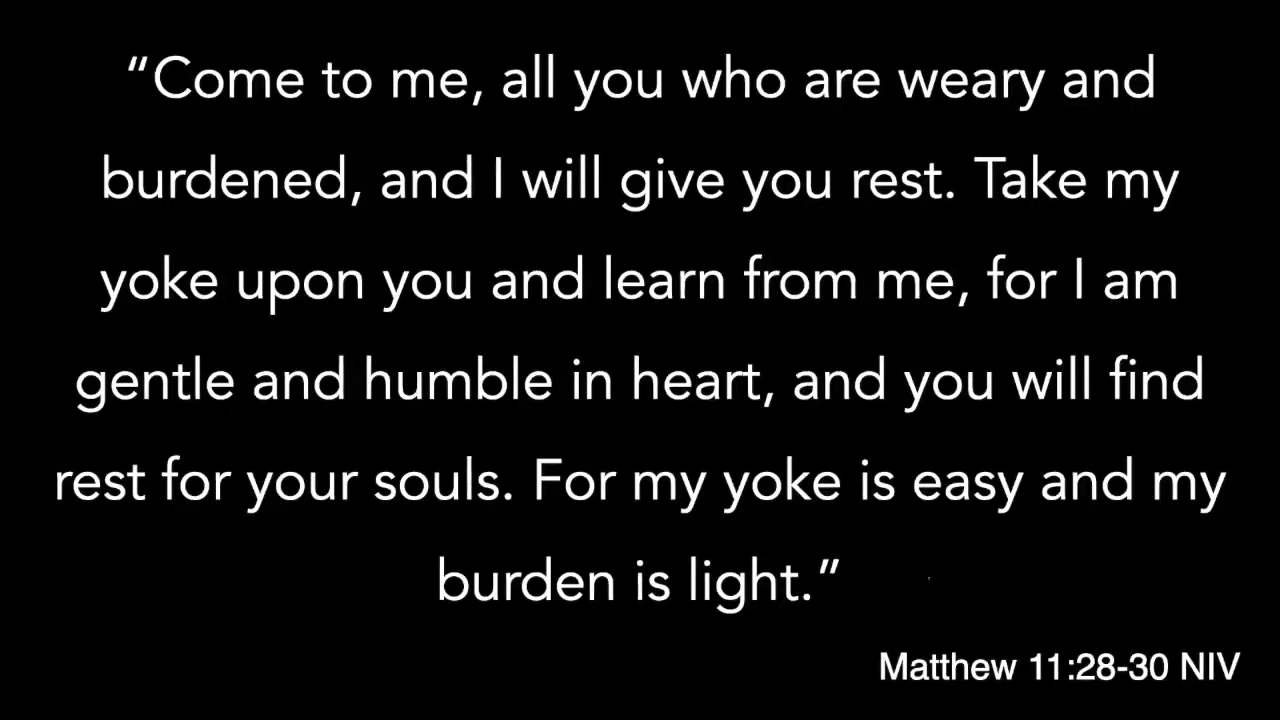 “Come to me, all you who are weary and
burdened, and I will give you rest. Take my
yoke upon you and learn from me, for I am
gentle and humble in heart, and you will find
rest for your souls. For my yoke is easy and my
burden is light.”
Matthew 11:28-30 NIV